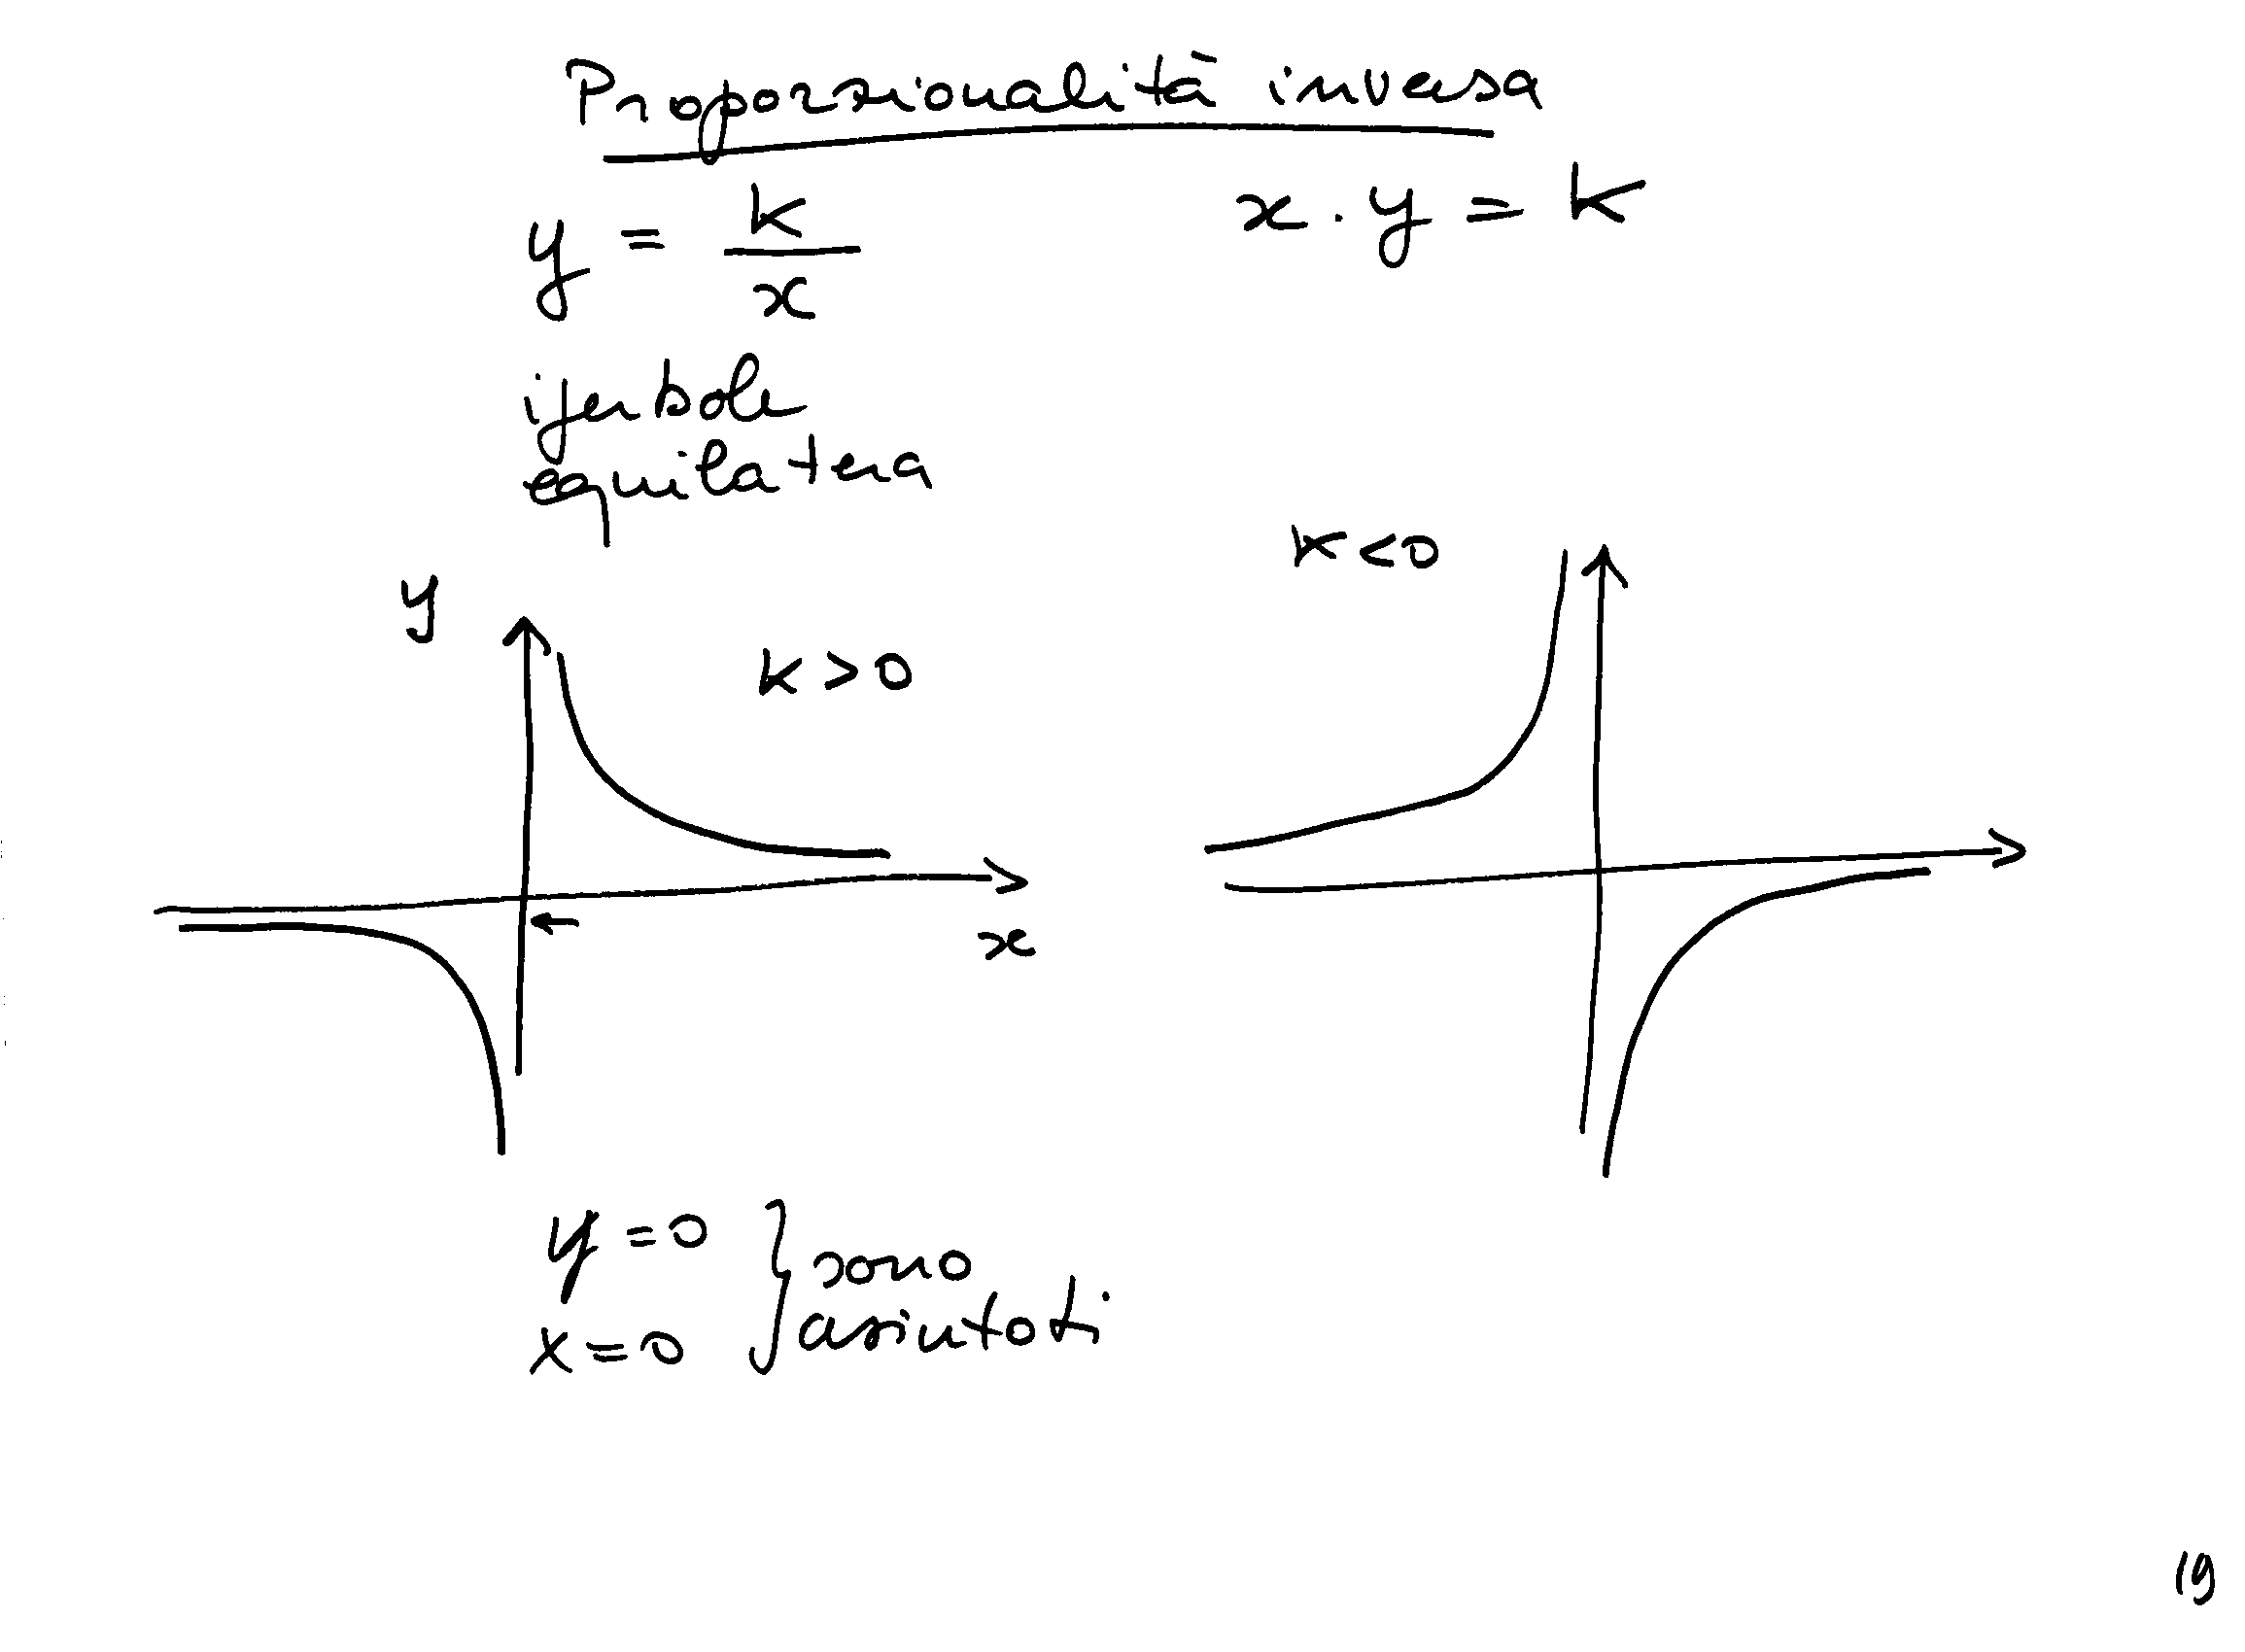 Proporzionalità inversa
y = k/x
x · y = k
iperbole
equilatera
k<0
y
k>0
x
y=0
x=0
sono
asintoti
19